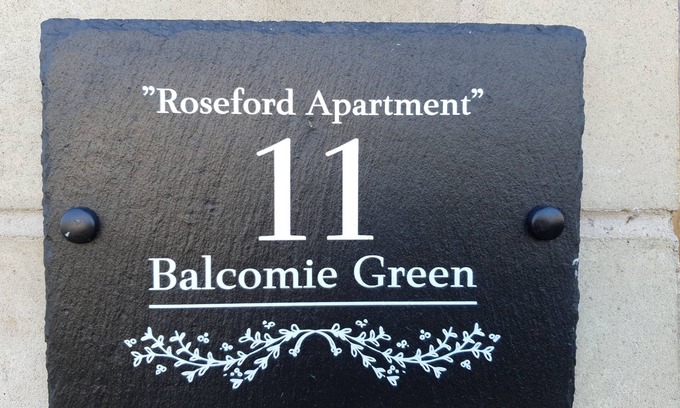 ”Roseford Apartment”
11
Balcomie Green